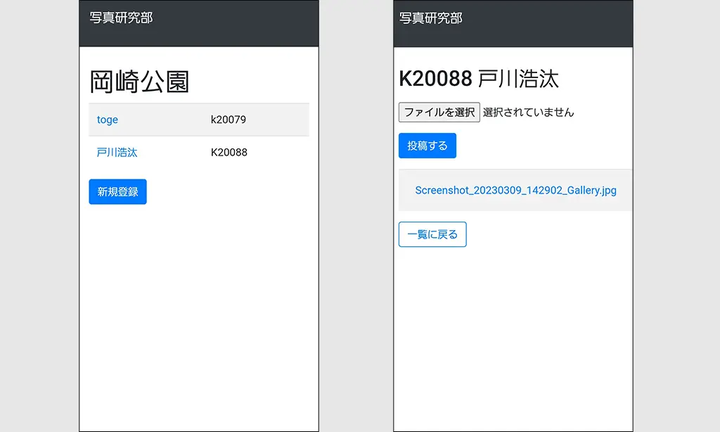 写真研究部
岡崎公園
toge k20079
戸川浩汰 K20088
新規登録
写真研究部
K20088 戸川浩汰
ファイルを選択 選択されていません
投稿する
Screenshot_20230309_142902_Gallery.jpg
一覧に戻る